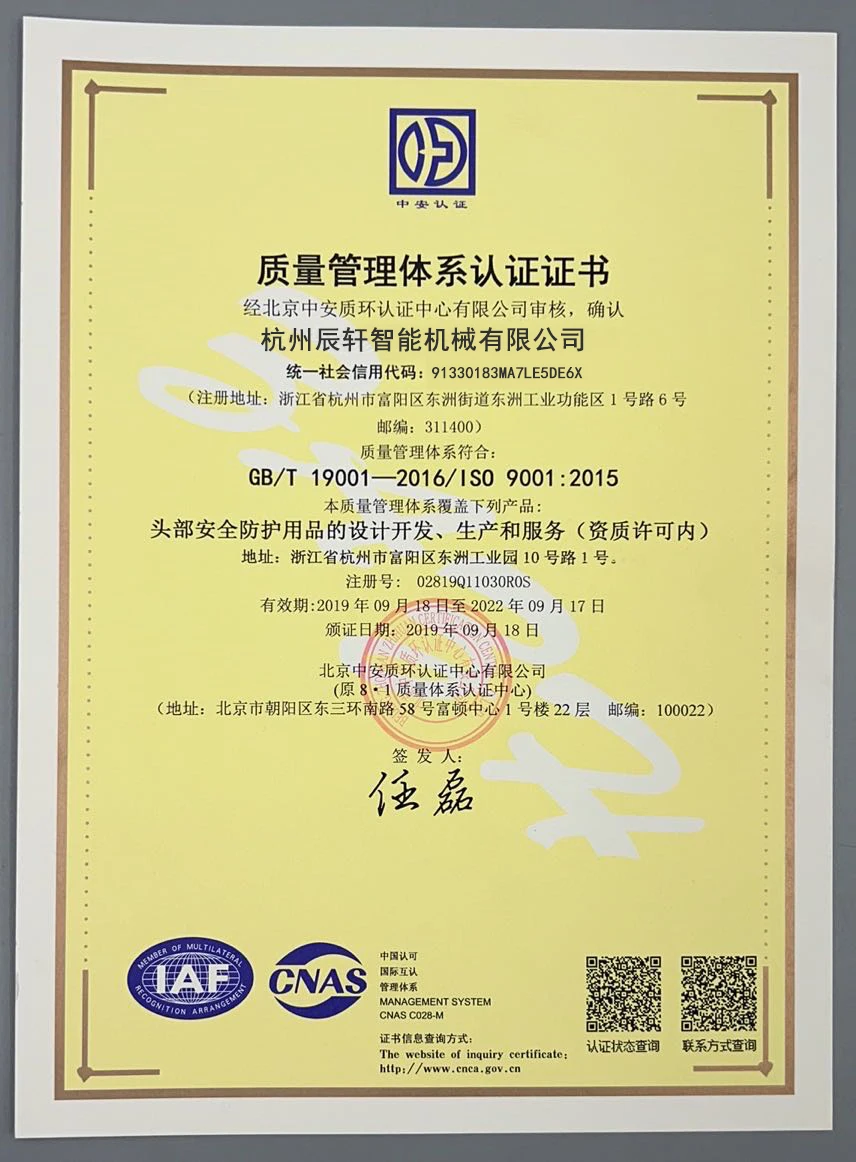 中安认证
质量管理体系认证证书
经北京中安质环认证中心有限公司审核，确认
杭州辰轩智能机械有限公司
统一社会信用代码：91330183MA7LE5DE6X
（注册地址：浙江省杭州市富阳区东洲街道东洲工业功能区1号路6号
邮编：311400）
质量管理体系符合：
GB/T 19001—2016/ISO 9001:2015
本质量管理体系覆盖下列产品：
头部安全防护用品的设计开发、生产和服务（资质许可内）
地址：浙江省杭州市富阳区东洲工业园10号路1号。
注册号： 02819Q11030R0S
有效期:2019年09月18日至2022年09月17日
颁证日期：2019年09月18日
北京中安质环认证中心有限公司
(原8·1质量体系认证中心)
（地址：北京市朝阳区东三环南路58号富顿中心1号楼22层 邮编：100022）
签发人：
任磊
MEMBER OF MULTILATERAL
IAF
RECOGNITION ARRANGEMENT
CNAS
中国认可
国际互认
管理体系
MANAGEMENT SYSTEM
CNAS C028-M
证书信息查询方式：
The website of inquiry certificate:
http://www.cnca.gov.cn
认证状态查询
联系方式查询